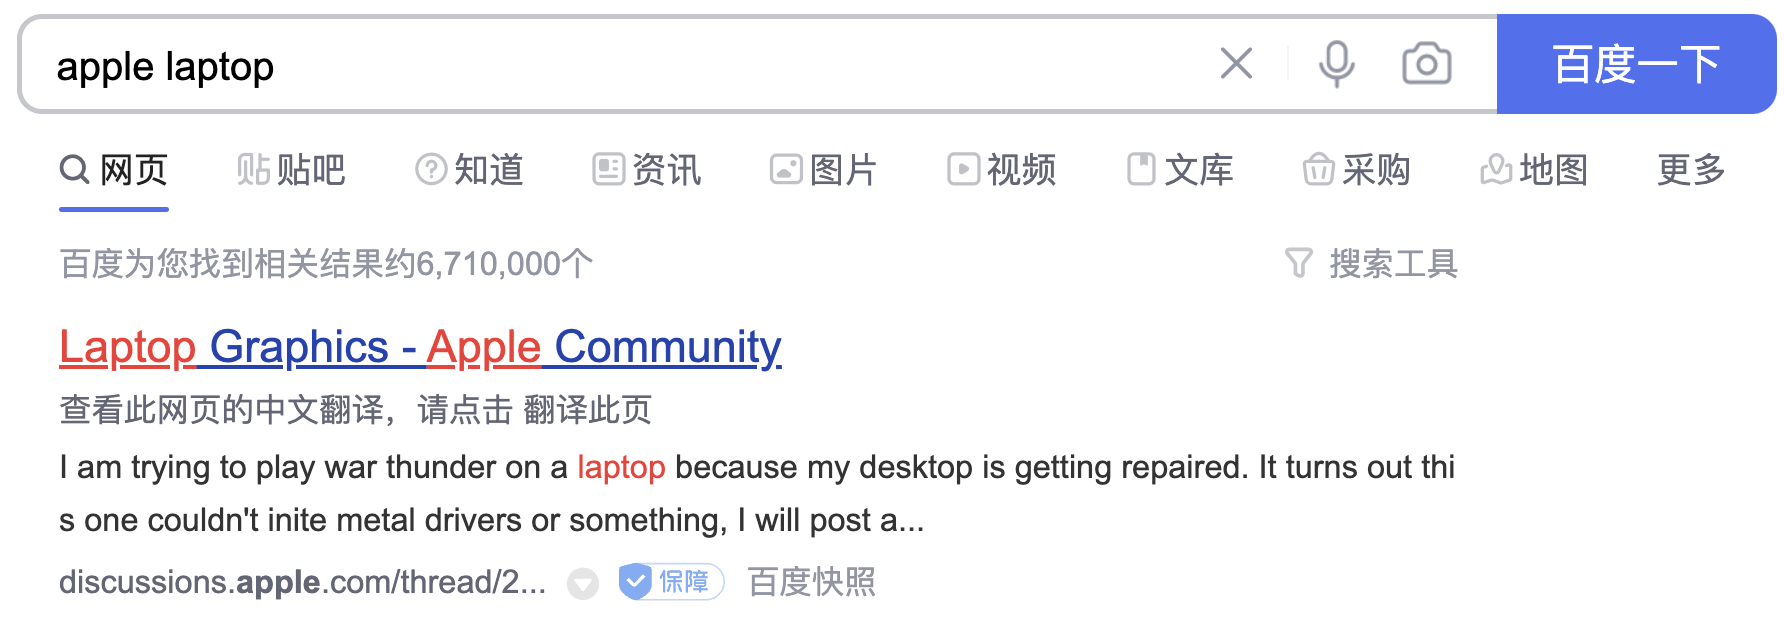 apple laptop 百度一下
网页 贴 贴吧 知道 资讯 图片 视频 文库 采购 地图 更多
百度为您找到相关结果约6,710,000个 搜索工具
Laptop Graphics - Apple Community
查看此网页的中文翻译，请点击 翻译此页
I am trying to play war thunder on a laptop because my desktop is getting repaired. It turns out thi
s one couldn't inite metal drivers or something, I will post a...
discussions.apple.com/thread/2... 保障 百度快照